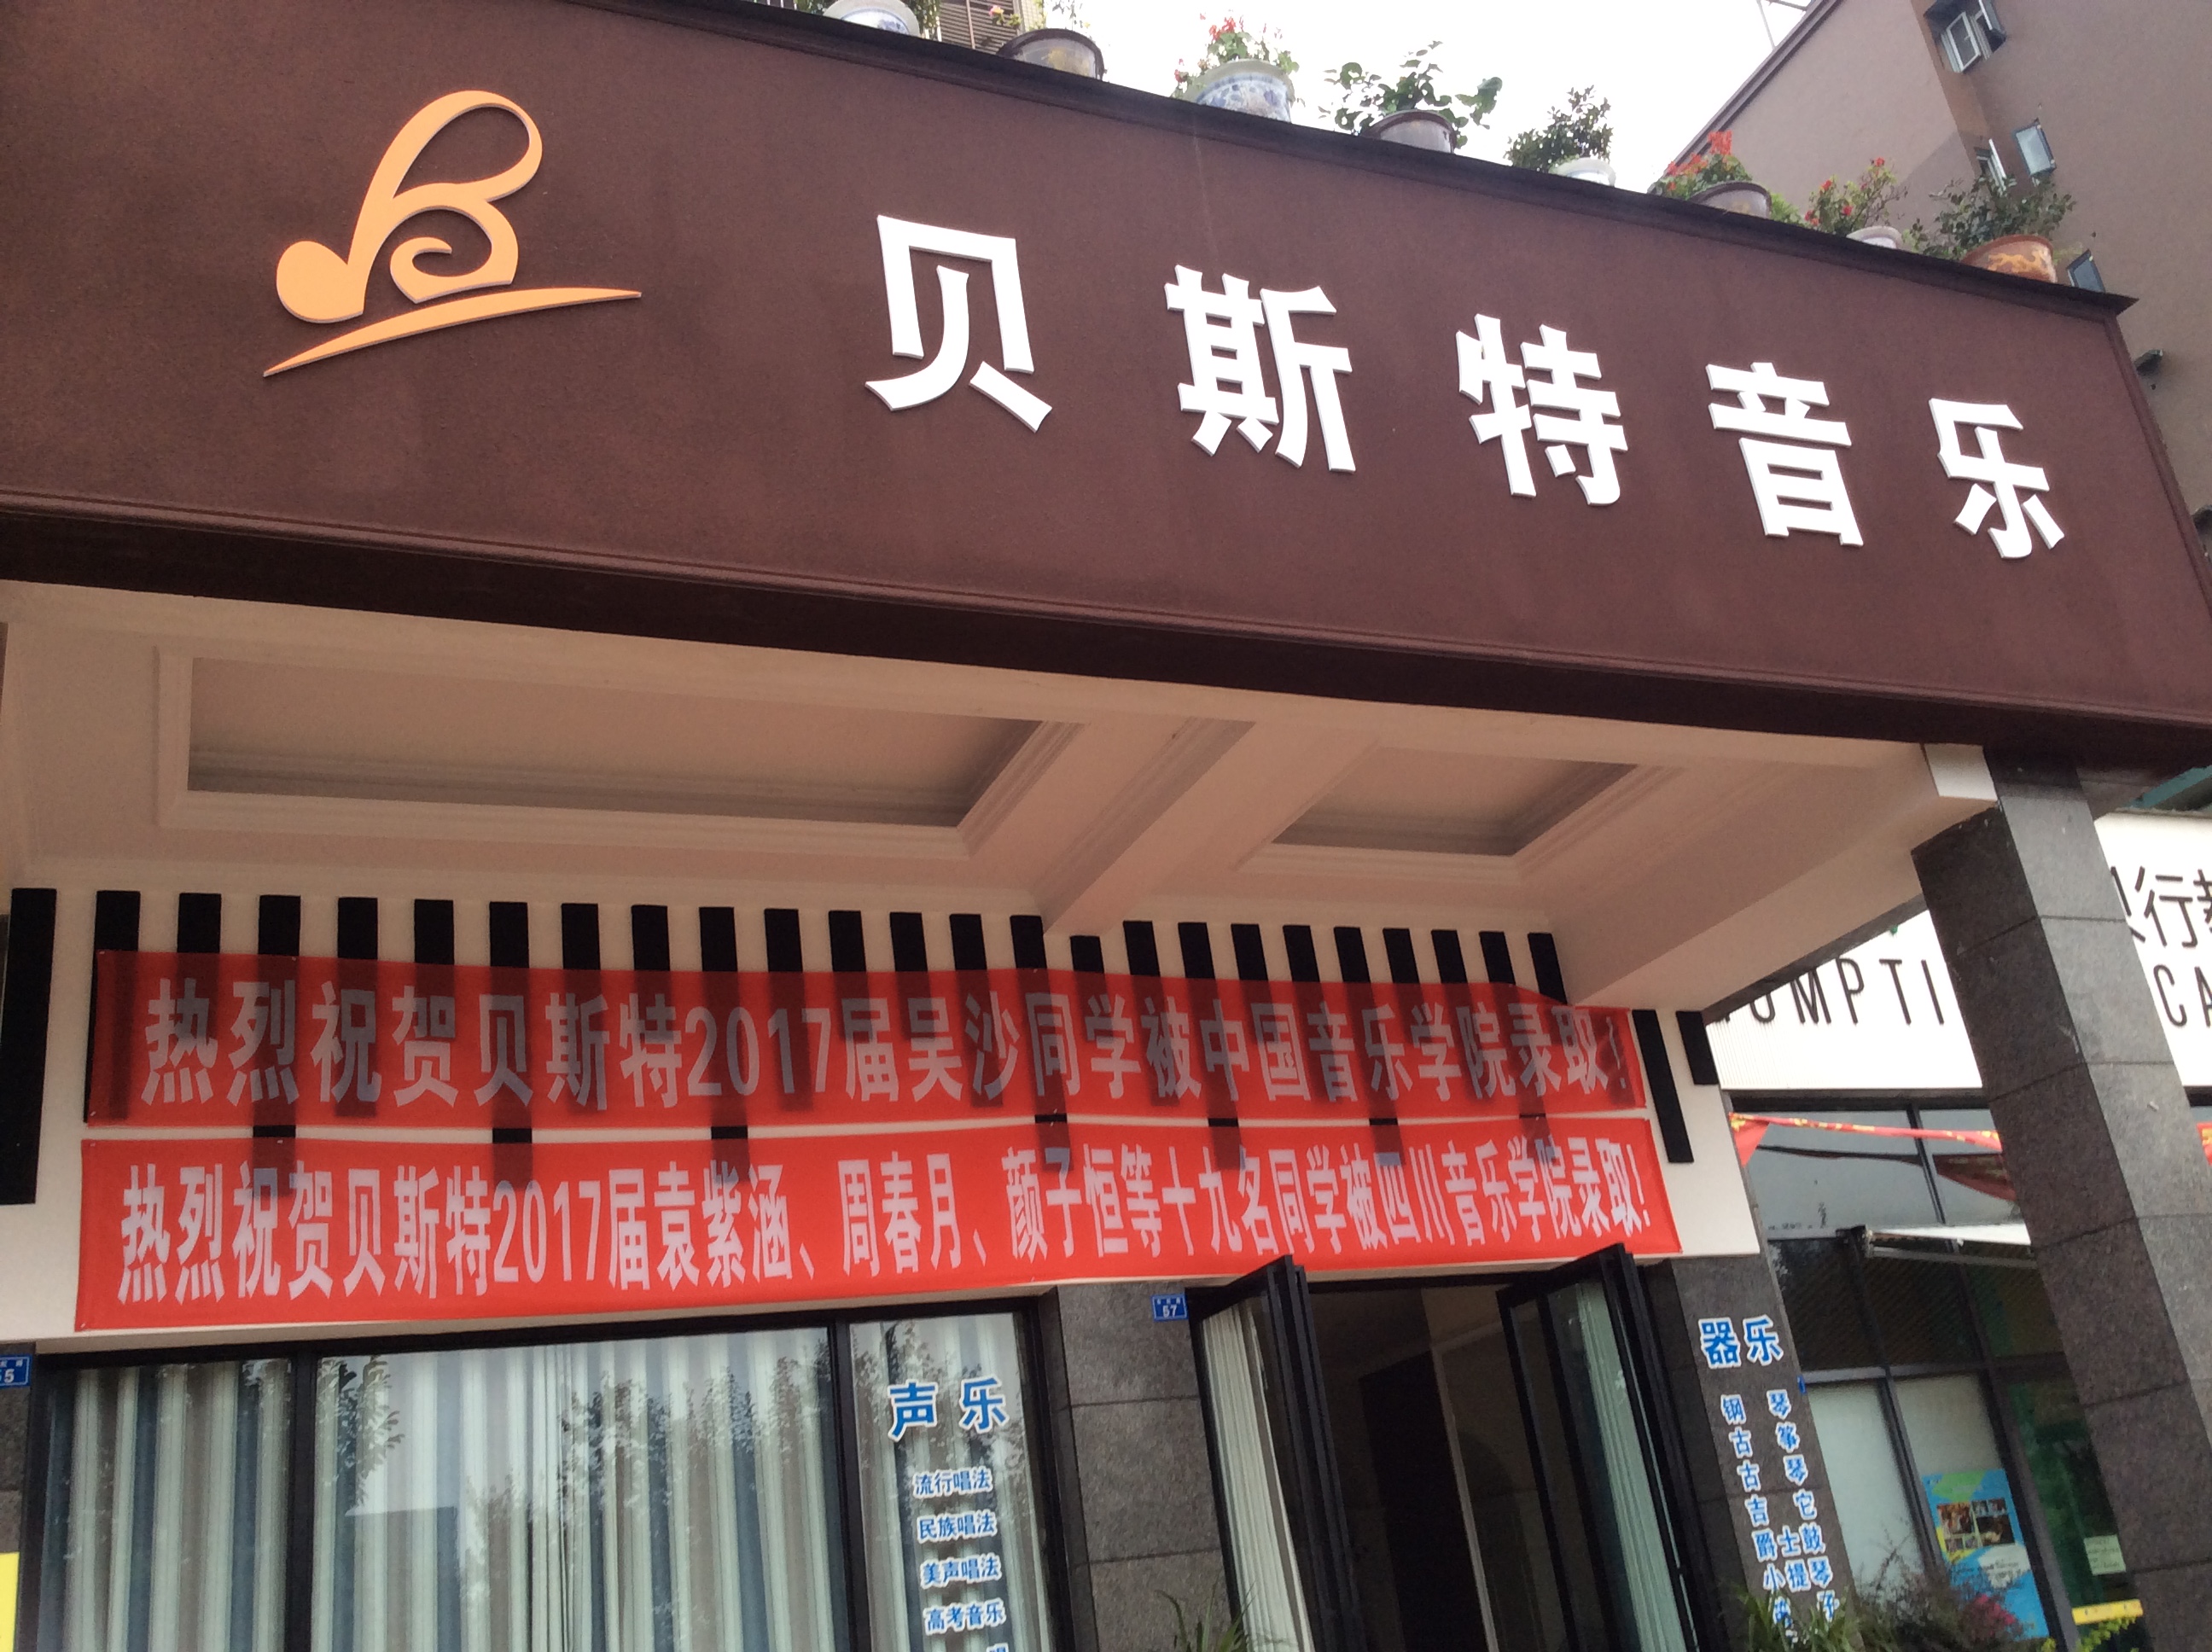 贝斯特音乐
热烈祝贺贝斯特2017届吴沙同学被中国音乐学院录取！
热烈祝贺贝斯特2017届袁紫涵、周春月、颜子恒等十九名同学被四川音乐学院录取！
行
UMPTI
CA
57
55
声乐
流行唱法
民族唱法
美声唱法
高考音乐
器乐
钢琴
古筝
古琴
吉它
爵士鼓
小提琴